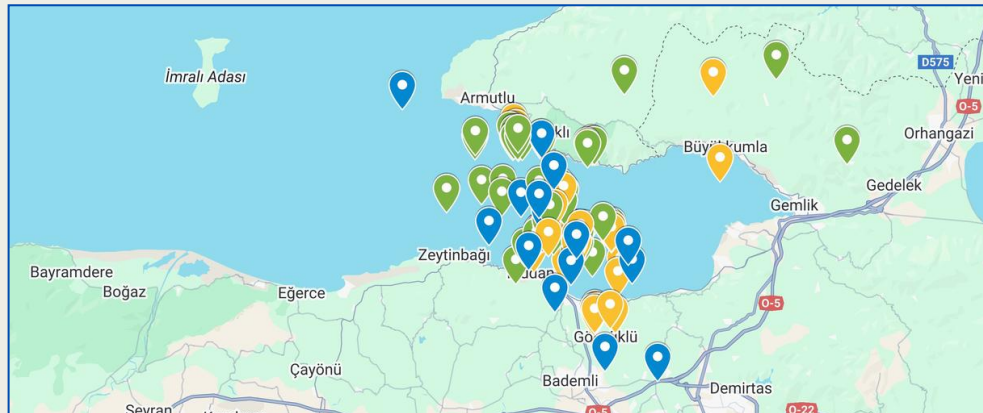 İmralı Adası
D575
Yeni
Armutlu
O-5
Orhangazi
Büyükkumla
Gedelek
Gemlik
Zeytinbağı
Bayramdere
Boğaz
Eğerce
O-5
Çayönü
Bademli
Demirtas
O-5
O-22